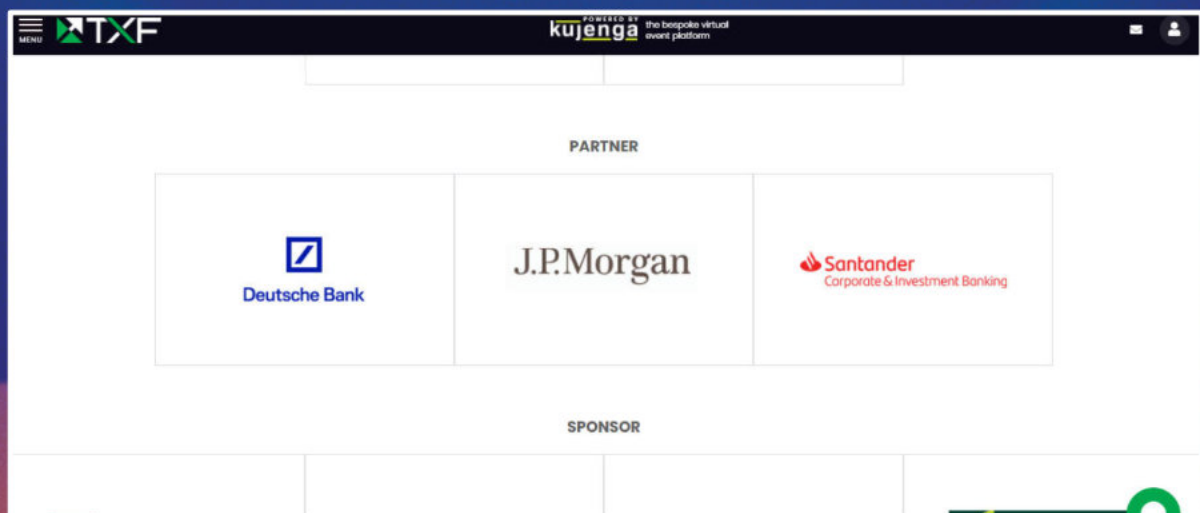 MENU
TXF
POWERED BY
kujenga
the bespoke virtual
event platform
PARTNER
Deutsche Bank
J.P.Morgan
Santander
Corporate & Investment Banking
SPONSOR